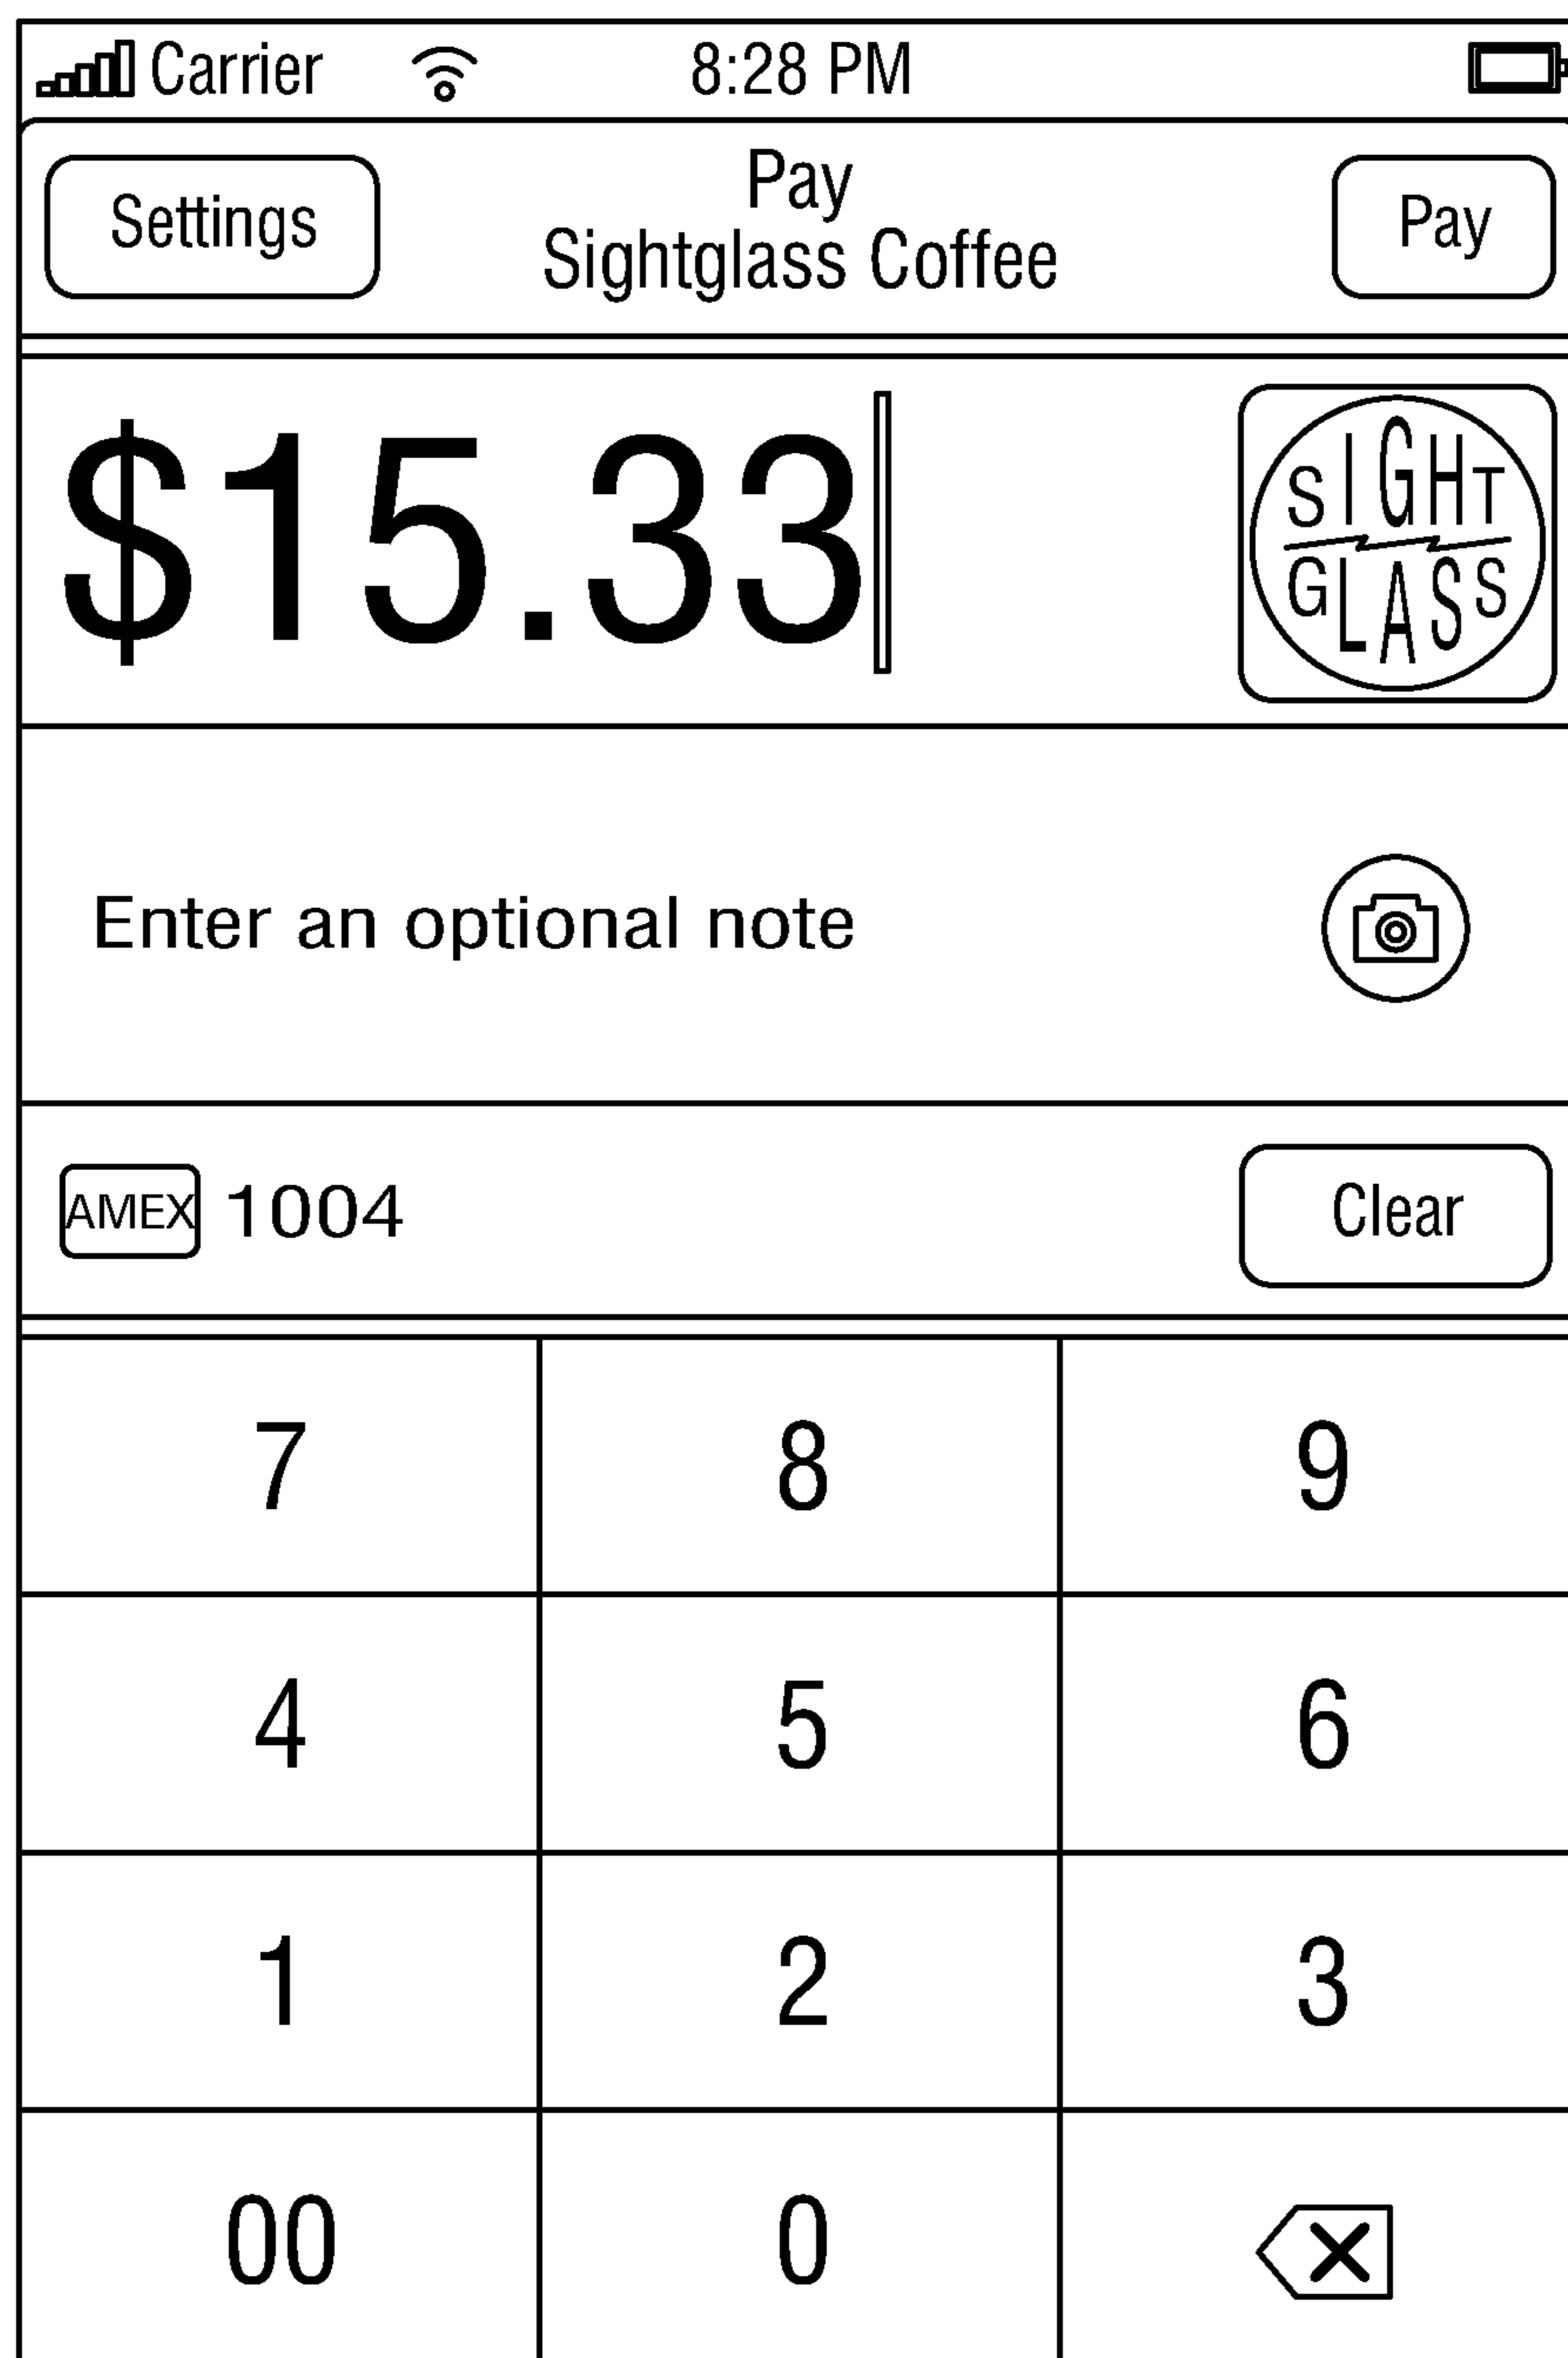 Carrier 8:28 PM
Settings Pay Pay
Sightglass Coffee
$15.33
SIGHT
GLASS
Enter an optional note
AMEX 1004 Clear
7 8 9
4 5 6
1 2 3
00 0